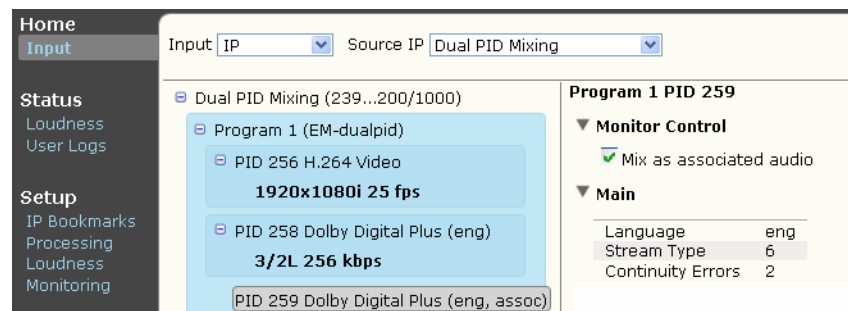 Home
Input
Status
Loudness
User Logs
Setup
IP Bookmarks
Processing
Loudness
Monitoring
Input IP Source IP Dual PID Mixing
Dual PID Mixing (239...200/1000)
Program 1 (EM-dualpid)
PID 256 H.264 Video
1920x1080i 25 fps
PID 258 Dolby Digital Plus (eng)
3/2L 256 kbps
PID 259 Dolby Digital Plus (eng, assoc)
Program 1 PID 259
Monitor Control
Mix as associated audio
Main
Language eng
Stream Type 6
Continuity Errors 2